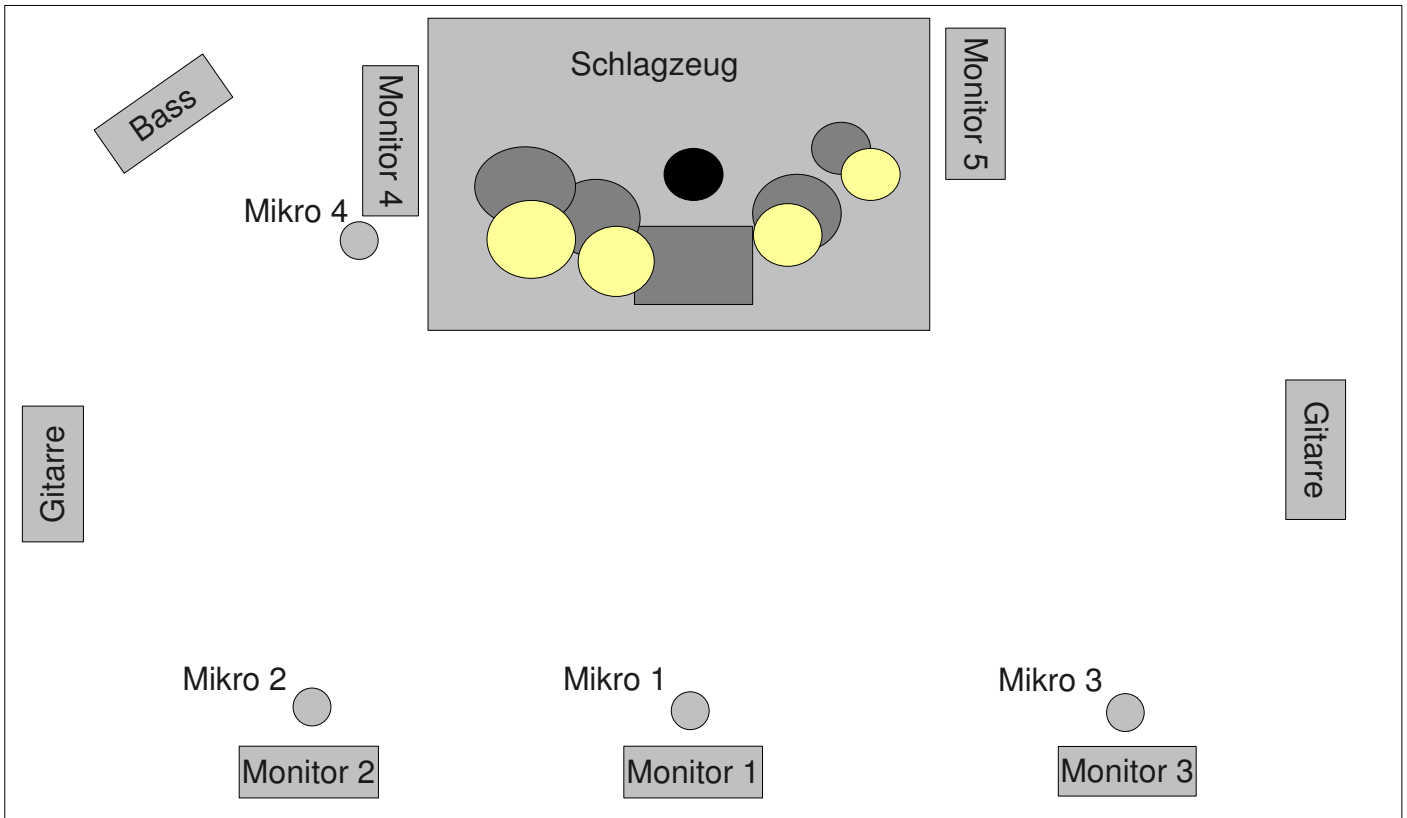 Schlagzeug
Monitor 5
Bass
Monitor 4
Mikro 4
Gitarre
Gitarre
Mikro 2
Mikro 1
Mikro 3
Monitor 2
Monitor 1
Monitor 3